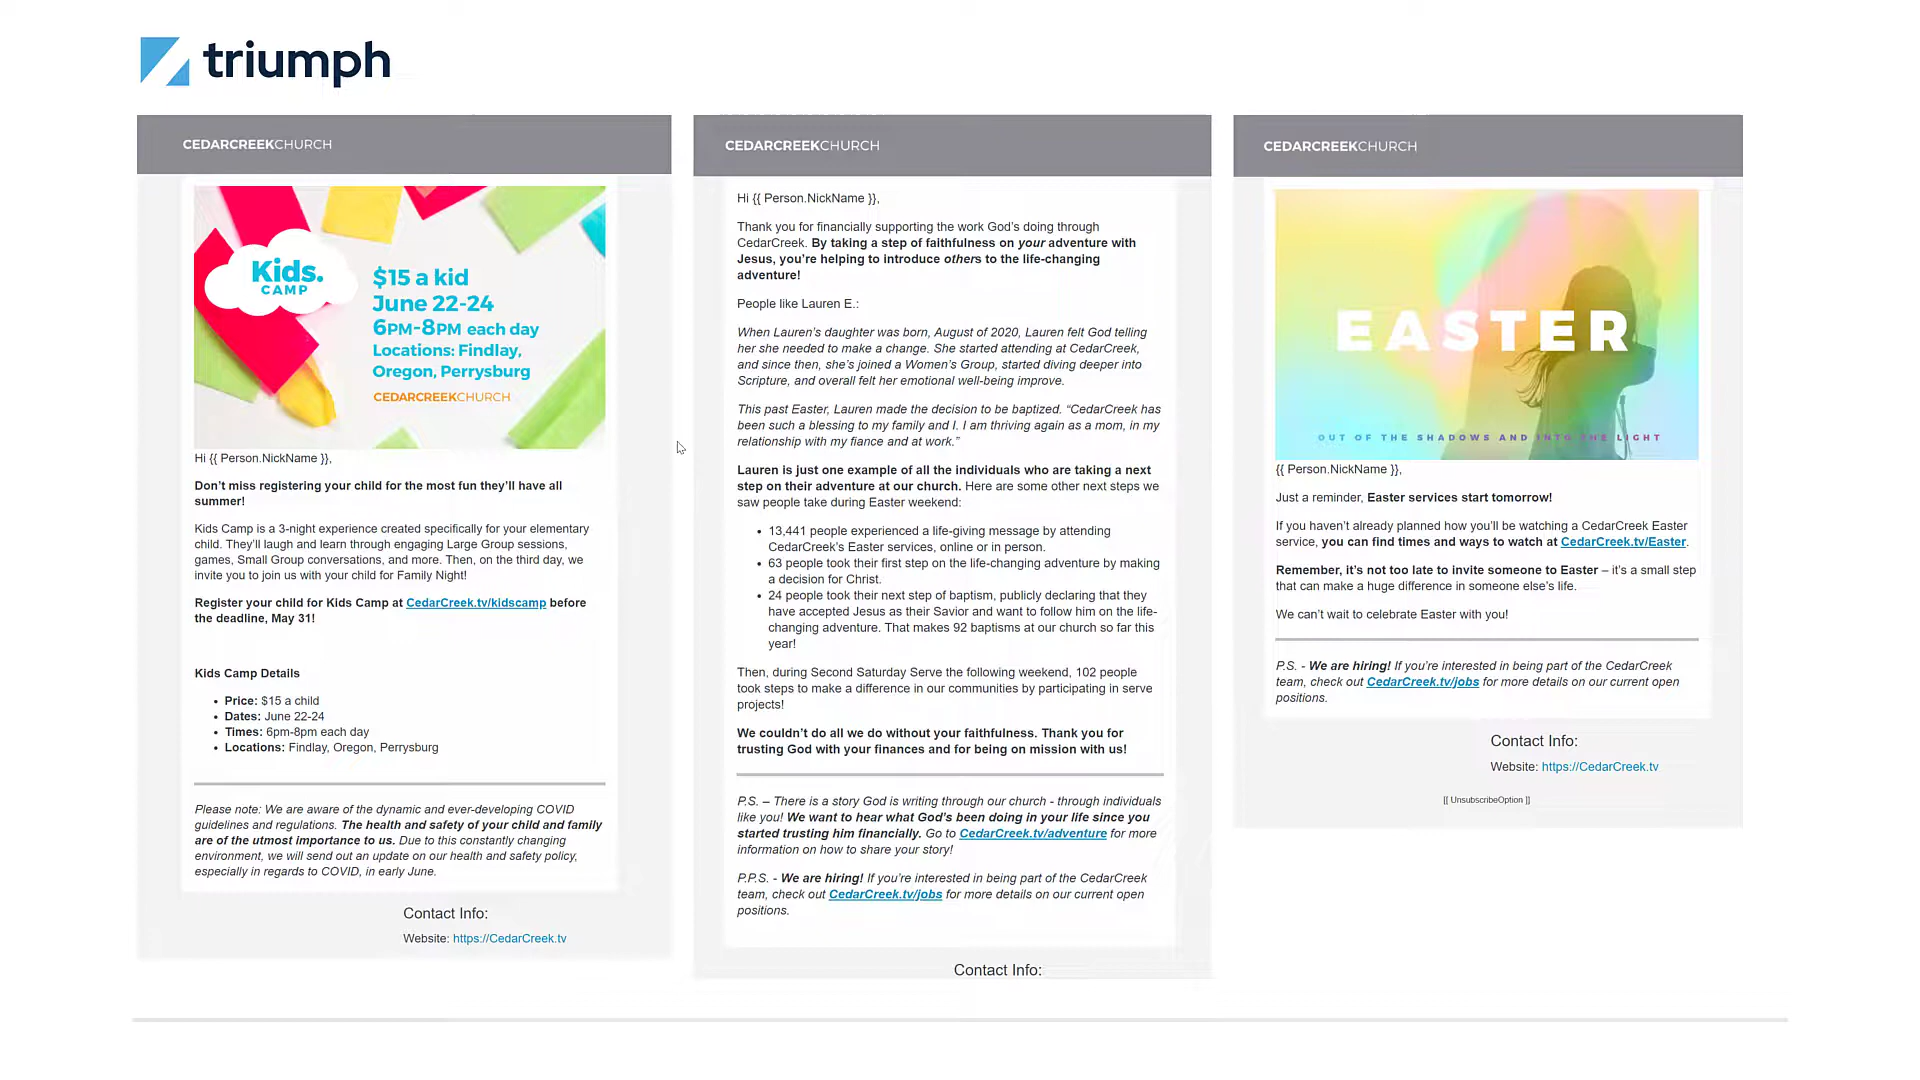 triumph
CEDARCREEKCHURCH
Kids.
CAMP
$15 a kid
June 22-24
6PM-8PM each day
Locations: Findlay,
Oregon, Perrysburg
CEDARCREEKCHURCH
Hi {{ Person.NickName }},
Don’t miss registering your child for the most fun they’ll have all
summer!
Kids Camp is a 3-night experience created specifically for your elementary
child. They’ll laugh and learn through engaging Large Group sessions,
games, Small Group conversations, and more. Then, on the third day, we
invite you to join us with your child for Family Night!
Register your child for Kids Camp at CedarCreek.tv/kidscamp before
the deadline, May 31!
Kids Camp Details
• Price: $15 a child
• Dates: June 22-24
• Times: 6pm-8pm each day
• Locations: Findlay, Oregon, Perrysburg
Please note: We are aware of the dynamic and ever-developing COVID
guidelines and regulations. The health and safety of your child and family
are of the utmost importance to us. Due to this constantly changing
environment, we will send out an update on our health and safety policy,
especially in regards to COVID, in early June.
Contact Info:
Website: https://CedarCreek.tv
CEDARCREEKCHURCH
Hi {{ Person.NickName }},
Thank you for financially supporting the work God’s doing through
CedarCreek. By taking a step of faithfulness on your adventure with
Jesus, you’re helping to introduce others to the life-changing
adventure!
People like Lauren E.:
When Lauren’s daughter was born, August of 2020, Lauren felt God telling
her she needed to make a change. She started attending at CedarCreek,
and since then, she’s joined a Women’s Group, started diving deeper into
Scripture, and overall felt her emotional well-being improve.
This past Easter, Lauren made the decision to be baptized. “CedarCreek has
been such a blessing to my family and I. I am thriving again as a mom, in my
relationship with my fiance and at work.”
Lauren is just one example of all the individuals who are taking a next
step on their adventure at our church. Here are some other next steps we
saw people take during Easter weekend:
• 13,441 people experienced a life-giving message by attending
CedarCreek’s Easter services, online or in person.
• 63 people took their first step on the life-changing adventure by making
a decision for Christ.
• 24 people took their next step of baptism, publicly declaring that they
have accepted Jesus as their Savior and want to follow him on the life-
changing adventure. That makes 92 baptisms at our church so far this
year!
Then, during Second Saturday Serve the following weekend, 102 people
took steps to make a difference in our communities by participating in serve
projects!
We couldn’t do all we do without your faithfulness. Thank you for
trusting God with your finances and for being on mission with us!
P.S. – There is a story God is writing through our church - through individuals
like you! We want to hear what God’s been doing in your life since you
started trusting him financially. Go to CedarCreek.tv/adventure for more
information on how to share your story!
P.P.S. - We are hiring! If you’re interested in being part of the CedarCreek
team, check out CedarCreek.tv/jobs for more details on our current open
positions.
Contact Info:
CEDARCREEKCHURCH
EASTER
OUT OF THE SHADOWS AND INTO THE LIGHT
{{ Person.NickName }},
Just a reminder, Easter services start tomorrow!
If you haven’t already planned how you’ll be watching a CedarCreek Easter
service, you can find times and ways to watch at CedarCreek.tv/Easter.
Remember, it’s not too late to invite someone to Easter – it’s a small step
that can make a huge difference in someone else’s life.
We can’t wait to celebrate Easter with you!
P.S. - We are hiring! If you’re interested in being part of the CedarCreek
team, check out CedarCreek.tv/jobs for more details on our current open
positions.
Contact Info:
Website: https://CedarCreek.tv
[[ UnsubscribeOption ]]